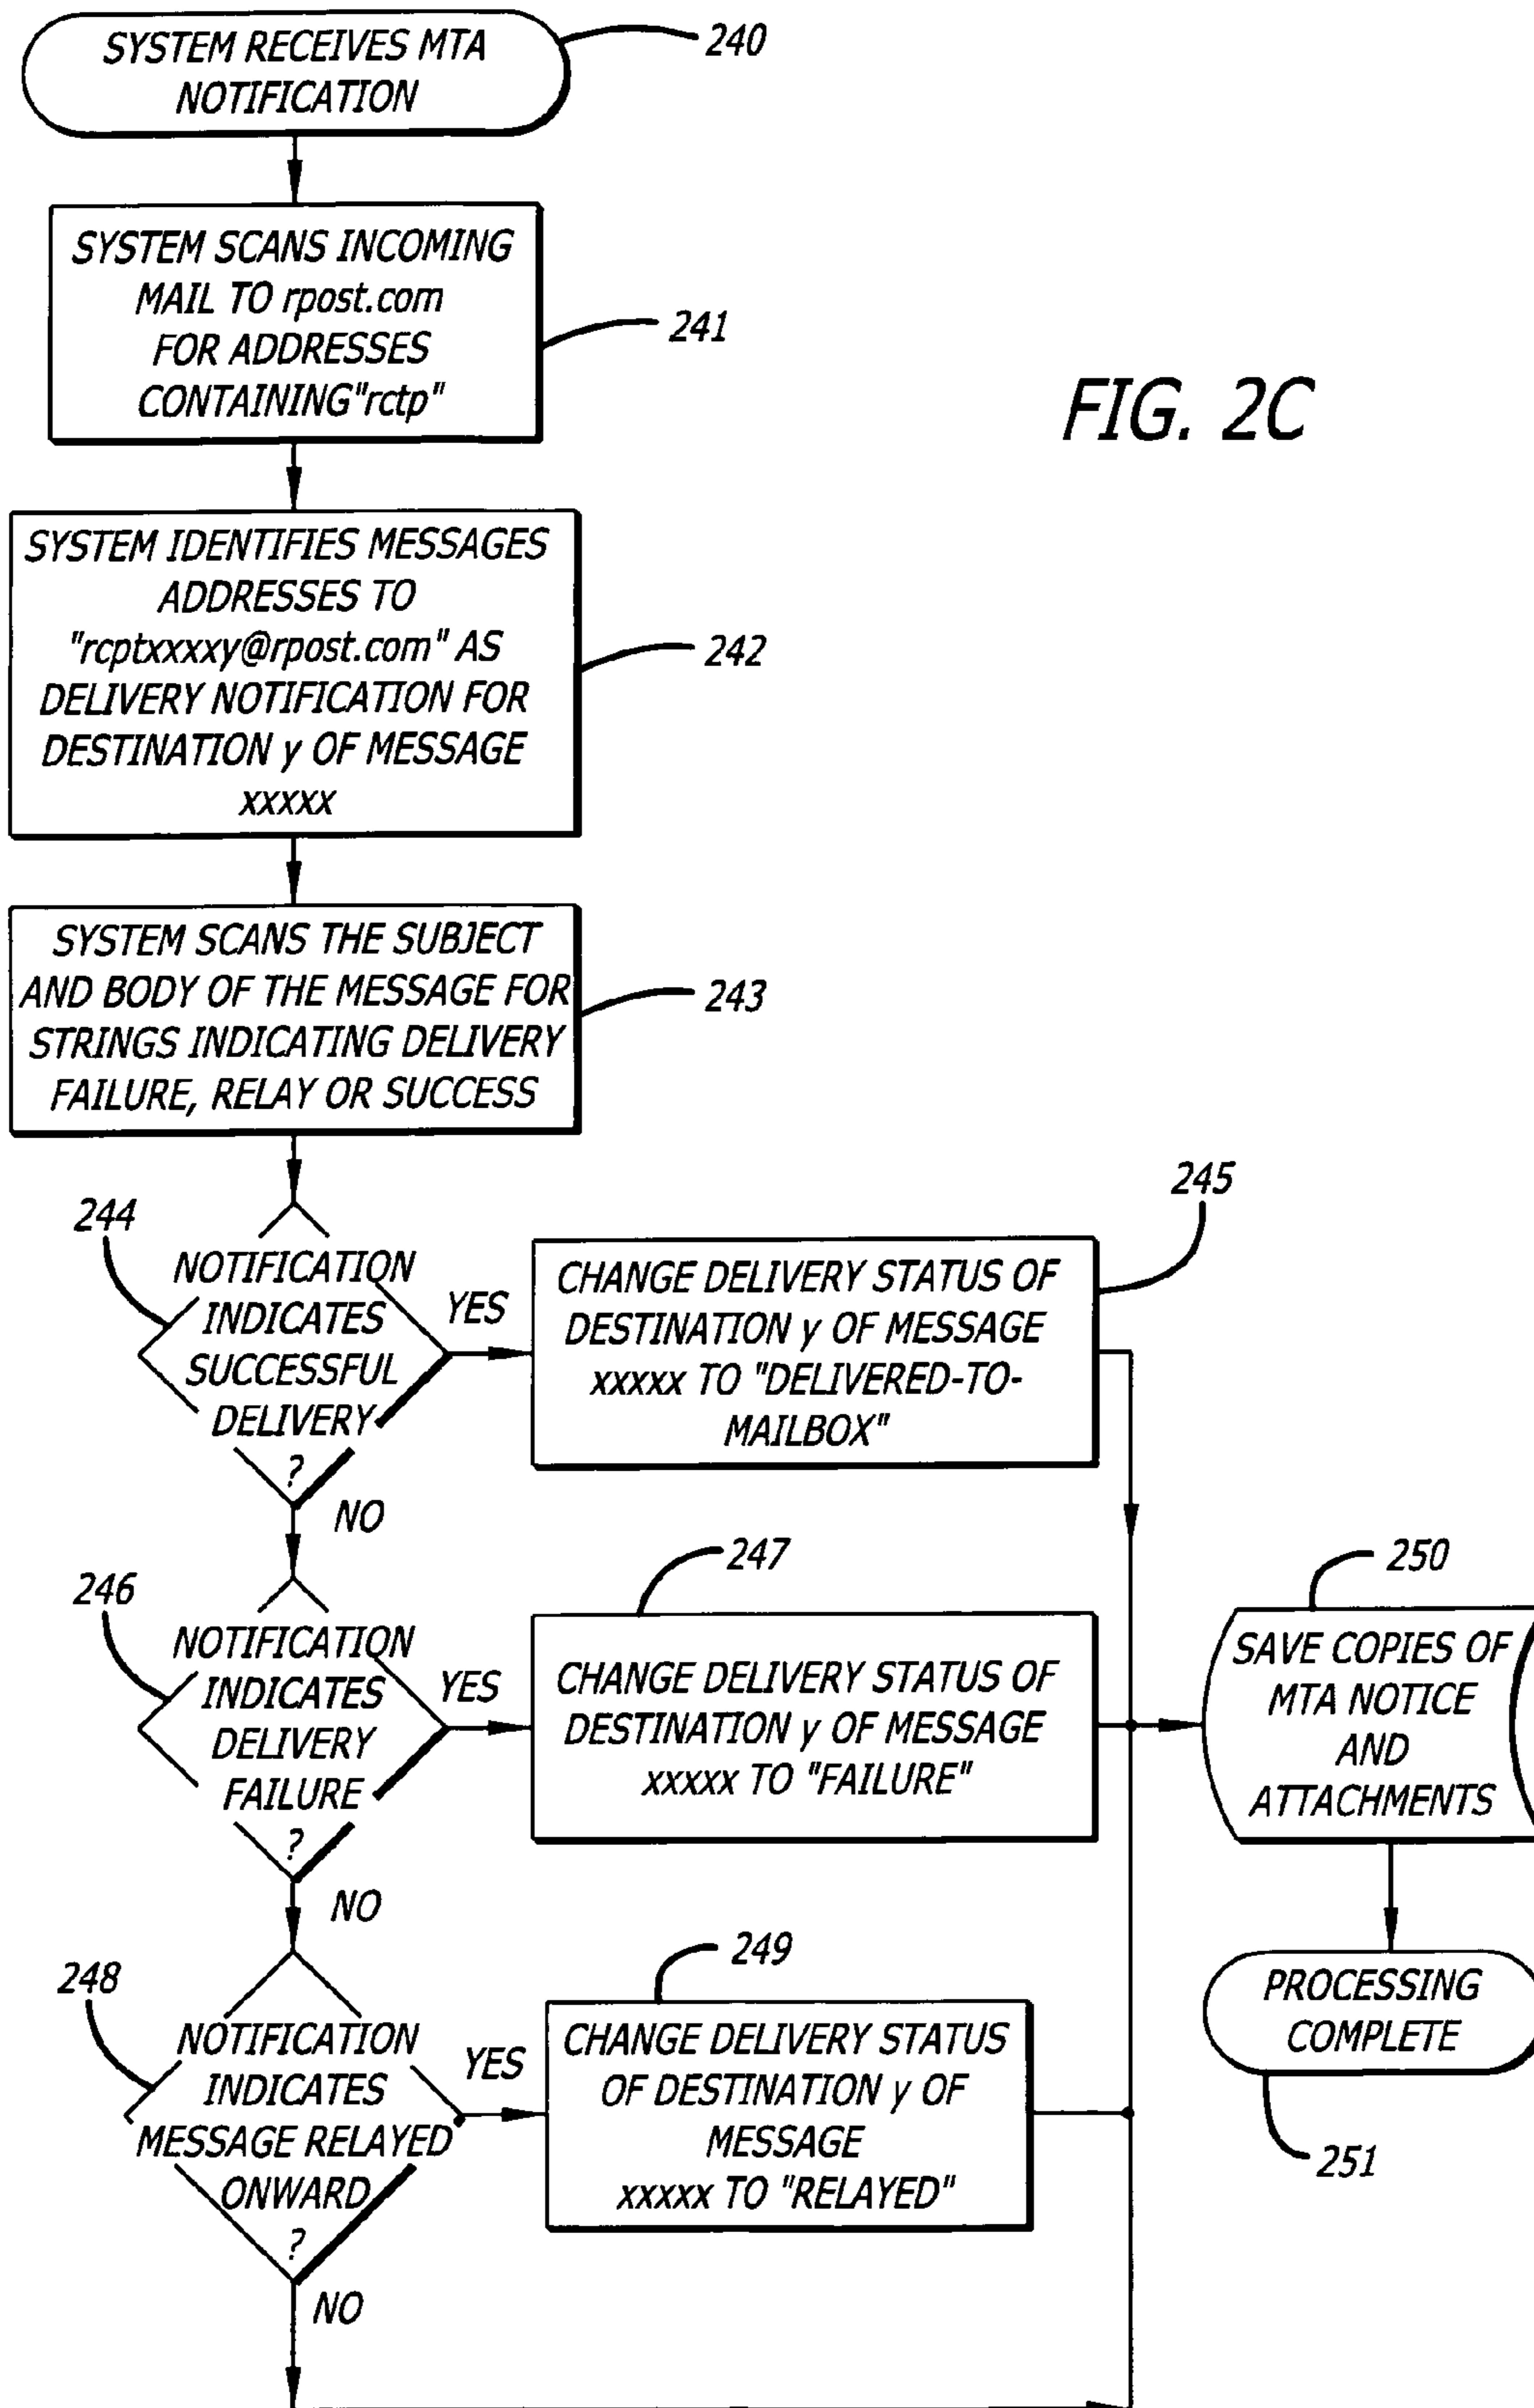 SYSTEM RECEIVES MTA
NOTIFICATION
240
SYSTEM SCANS INCOMING
MAIL TO rpost.com
FOR ADDRESSES
CONTAINING"rctp"
241
FIG. 2C
SYSTEM IDENTIFIES MESSAGES
ADDRESSES TO
"rcptxxxxy@rpost.com" AS
DELIVERY NOTIFICATION FOR
DESTINATION y OF MESSAGE
xxxxx
242
SYSTEM SCANS THE SUBJECT
AND BODY OF THE MESSAGE FOR
STRINGS INDICATING DELIVERY
FAILURE, RELAY OR SUCCESS
243
244
NOTIFICATION
INDICATES
SUCCESSFUL
DELIVERY
?
YES
NO
245
CHANGE DELIVERY STATUS OF
DESTINATION y OF MESSAGE
xxxxx TO "DELIVERED-TO-
MAILBOX"
246
NOTIFICATION
INDICATES
DELIVERY
FAILURE
?
YES
NO
247
CHANGE DELIVERY STATUS OF
DESTINATION y OF MESSAGE
xxxxx TO "FAILURE"
250
SAVE COPIES OF
MTA NOTICE
AND
ATTACHMENTS
248
NOTIFICATION
INDICATES
MESSAGE RELAYED
ONWARD
?
YES
NO
249
CHANGE DELIVERY STATUS
OF DESTINATION y OF
MESSAGE
xxxxx TO "RELAYED"
PROCESSING
COMPLETE
251